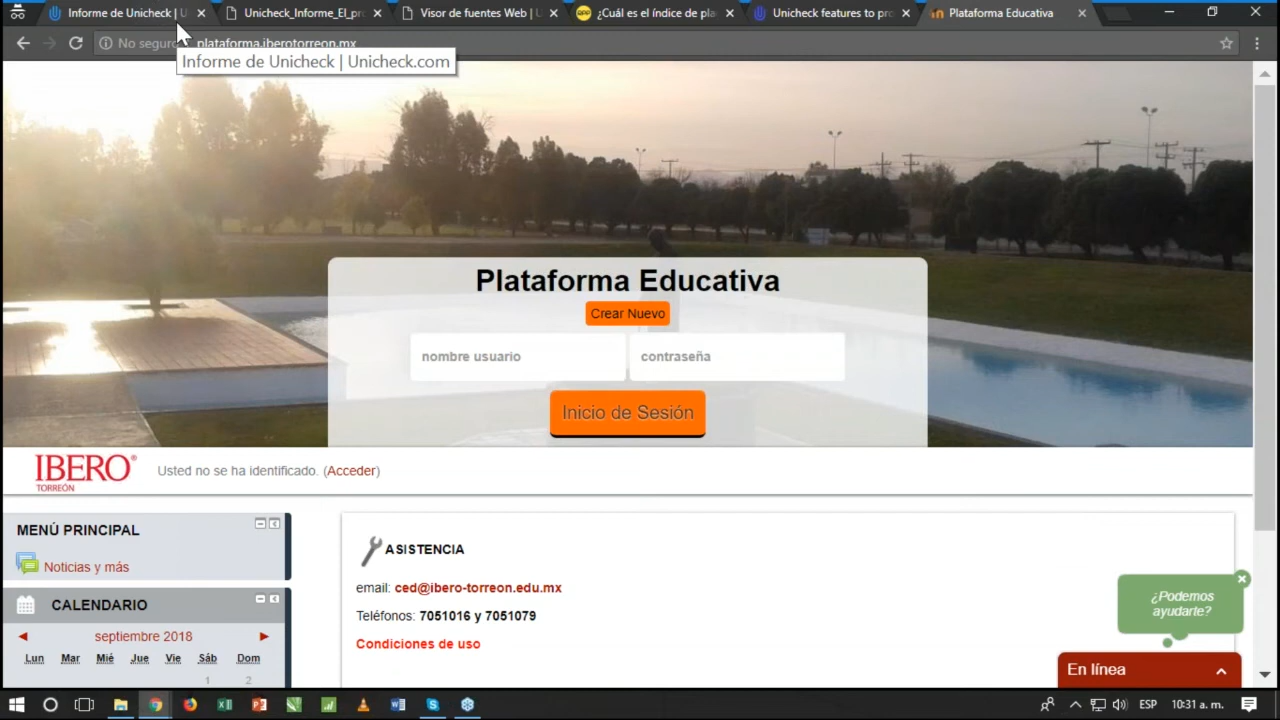 Informe de Unicheck | U
Unicheck_Informe_El_pro
Visor de fuentes Web | U
¿Cuál es el índice de pla
Unicheck features to pro
Plataforma Educativa
No seguro
plataforma.iberotorreon.mx
Informe de Unicheck | Unicheck.com
Plataforma Educativa
Crear Nuevo
nombre usuario
contraseña
Inicio de Sesión
IBERO
TORREÓN
Usted no se ha identificado. (Acceder)
MENÚ PRINCIPAL
Noticias y más
CALENDARIO
septiembre 2018
Lun Mar Mié Jue Vie Sáb Dom
1 2
ASISTENCIA
email: ced@ibero-torreon.edu.mx
Teléfonos: 7051016 y 7051079
Condiciones de uso
¿Podemos
ayudarte?
En línea
ESP
10:31 a. m.